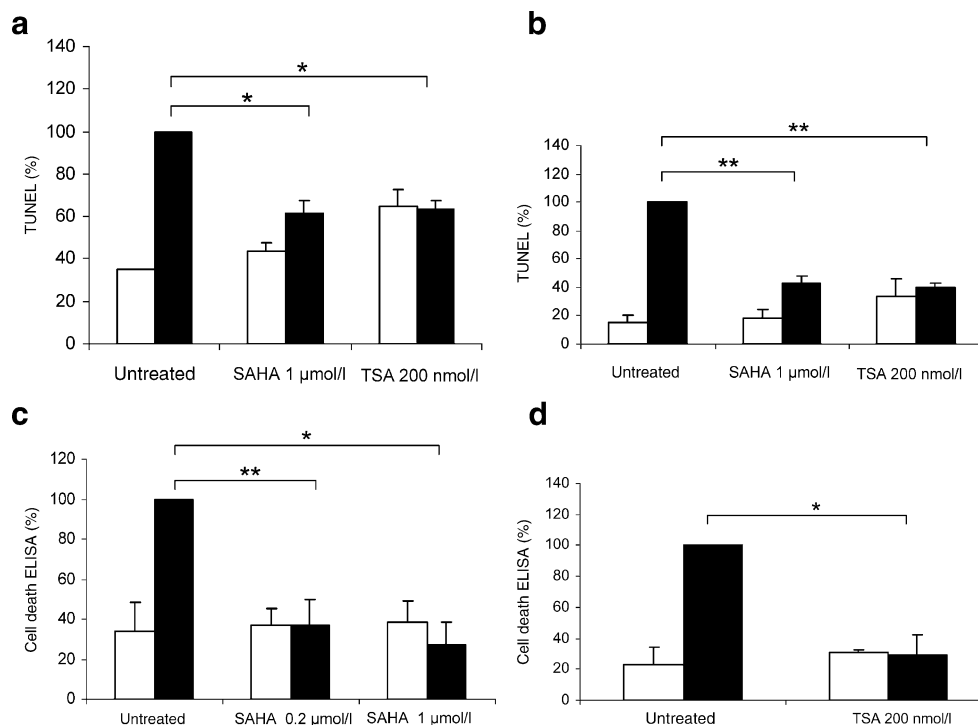 a
140
120
100
80
60
40
20
0
TUNEL (%)
*
*
Untreated
SAHA 1 µmol/l
TSA 200 nmol/l
b
140
120
100
80
60
40
20
0
TUNEL (%)
**
**
Untreated
SAHA 1 µmol/l
TSA 200 nmol/l
c
120
100
80
60
40
20
0
Cell death ELISA (%)
*
**
Untreated
SAHA 0.2 µmol/l
SAHA 1 µmol/l
d
140
120
100
80
60
40
20
0
Cell death ELISA (%)
*
Untreated
TSA 200 nmol/l